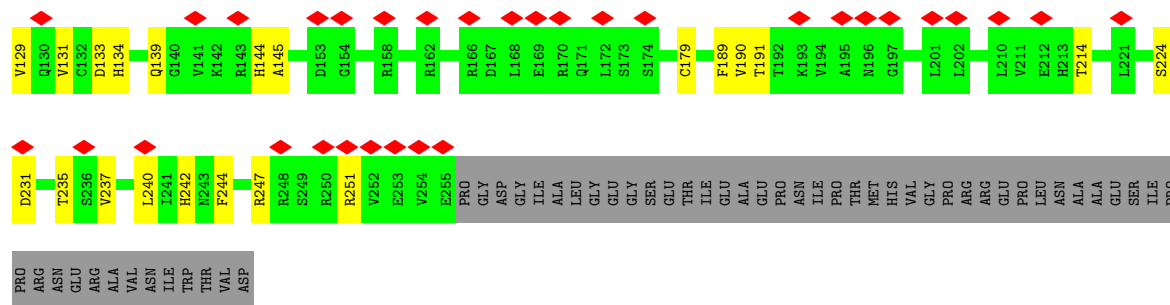 V129 Q130 V131 C132 D133 H134 Q139 G140 V141 K142 R143 H144 A145 D153 G154 R158 R162 R166 D167 L168 E169 R170 Q171 L172 S173 S174 C179 F189 V190 T191 T192 K193 V194 A195 N196 G197 L201 L202 L210 V211 E212 H213 T214 L221 S224
D231 T235 S236 V237 L240 I241 H242 N243 F244 R247 R248 S249 R250 R251 V252 E253 V254 E255 PRO GLY ASP GLY ILE ALA LEU GLY GLU GLY SER GLU THR ILE GLU ALA GLU PRO ASN ILE PRO THR MET HIS VAL GLY PRO ARG ARG GLU PRO LEU ASN ALA ALA GLU SER ILE PRO
PRO ARG ASN GLU ARG ALA VAL ASN ILE TRP THR VAL ASP